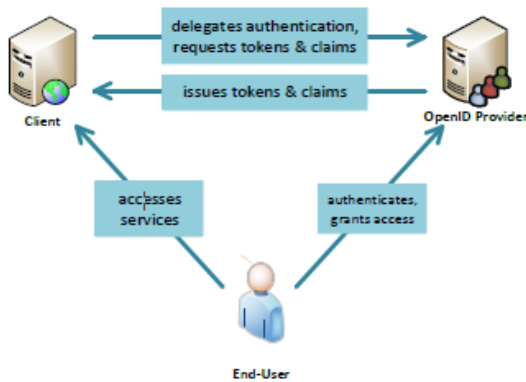 delegates authentication,
requests tokens & claims
issues tokens & claims
Client
OpenID Provider
accesses
services
authenticates,
grants access
End-User